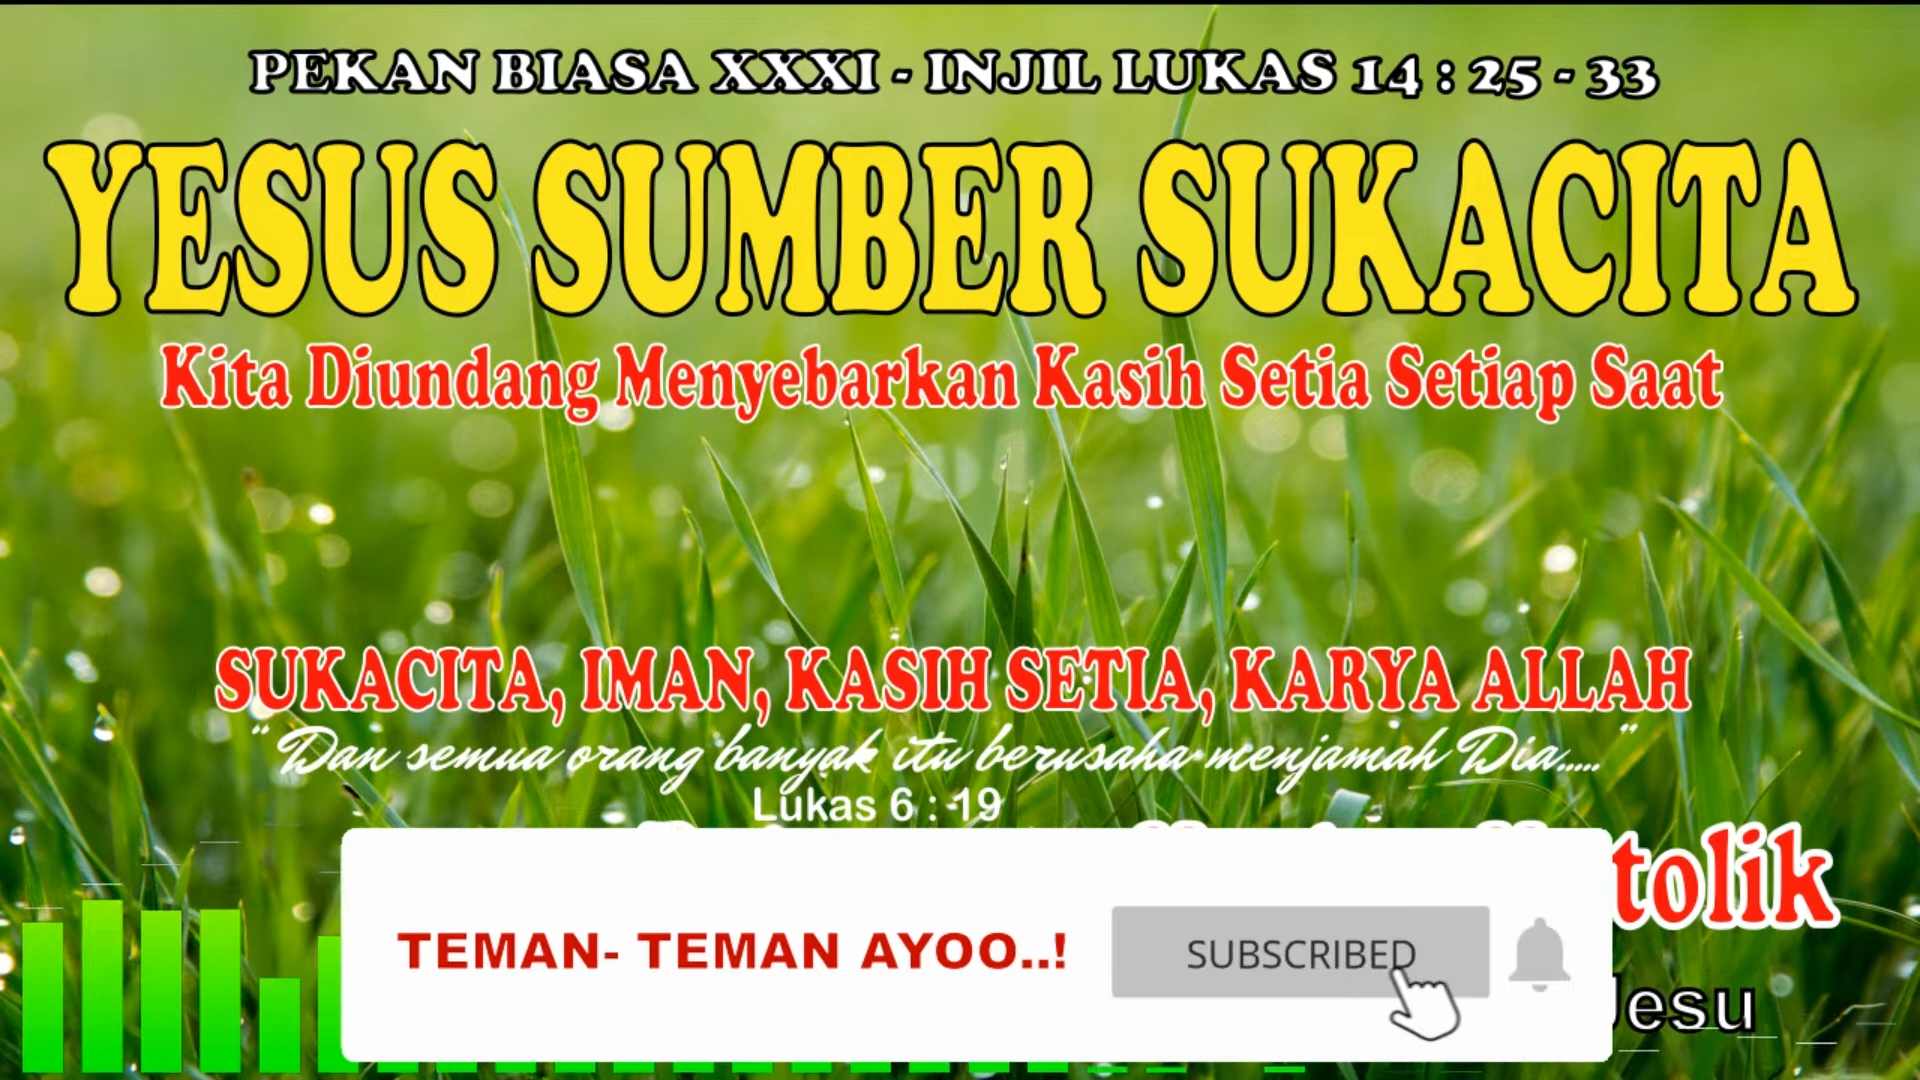 PEKAN BIASA XXXI - INJIL LUKAS 14 : 25 - 33
YESUS SUMBER SUKACITA
Kita Diundang Menyebarkan Kasih Setia Setiap Saat
SUKACITA, IMAN, KASIH SETIA, KARYA ALLAH
“ Dan semua orang banyak itu berusaha menjamah Dia..... ”
Lukas 6 : 19
tolik
TEMAN- TEMAN AYOO..!
SUBSCRIBED
Jesu